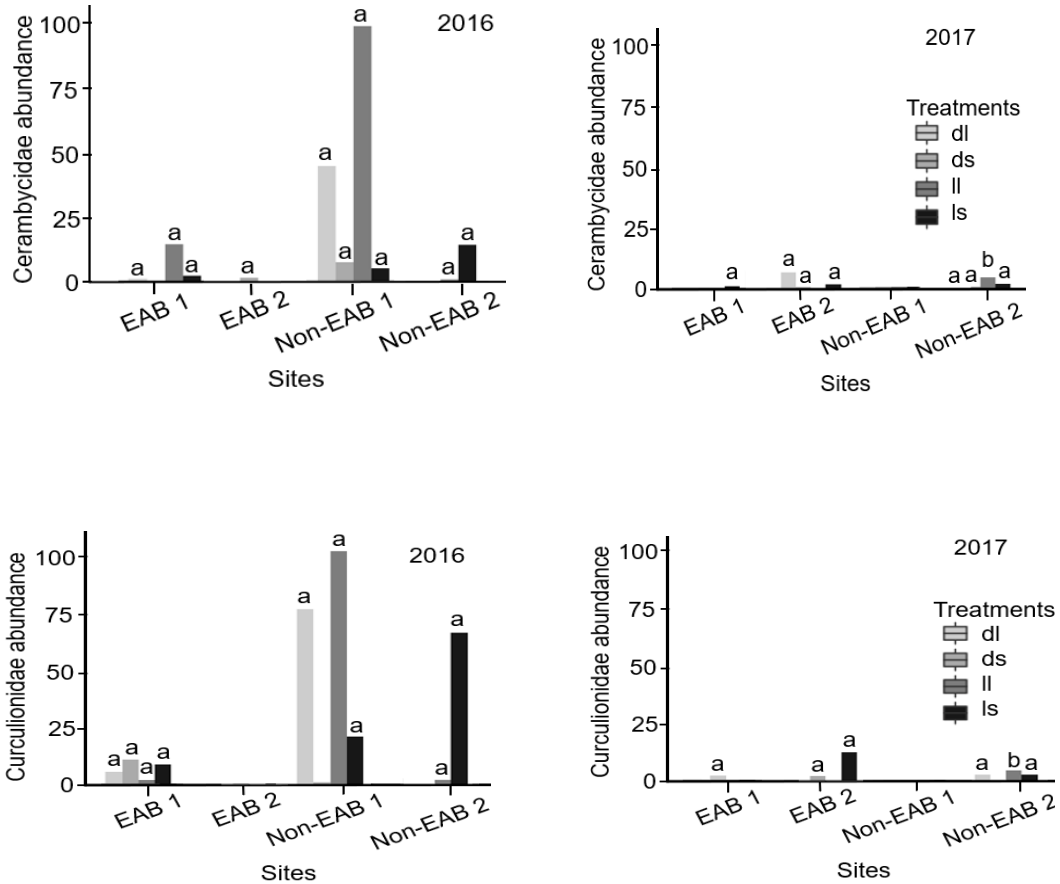 Cerambycidae abundance
100
75
50
25
0
2016
a a a a a a a a a a
EAB 1 EAB 2 Non-EAB 1 Non-EAB 2
Sites
Cerambycidae abundance
100
75
50
25
0
2017
Treatments
dl
ds
ll
ls
a a a a a a b a
EAB 1 EAB 2 Non-EAB 1 Non-EAB 2
Sites
Curculionidae abundance
100
75
50
25
0
2016
a a a a a a a a a
EAB 1 EAB 2 Non-EAB 1 Non-EAB 2
Sites
Curculionidae abundance
100
75
50
25
0
2017
Treatments
dl
ds
ll
ls
a a a a b a
EAB 1 EAB 2 Non-EAB 1 Non-EAB 2
Sites